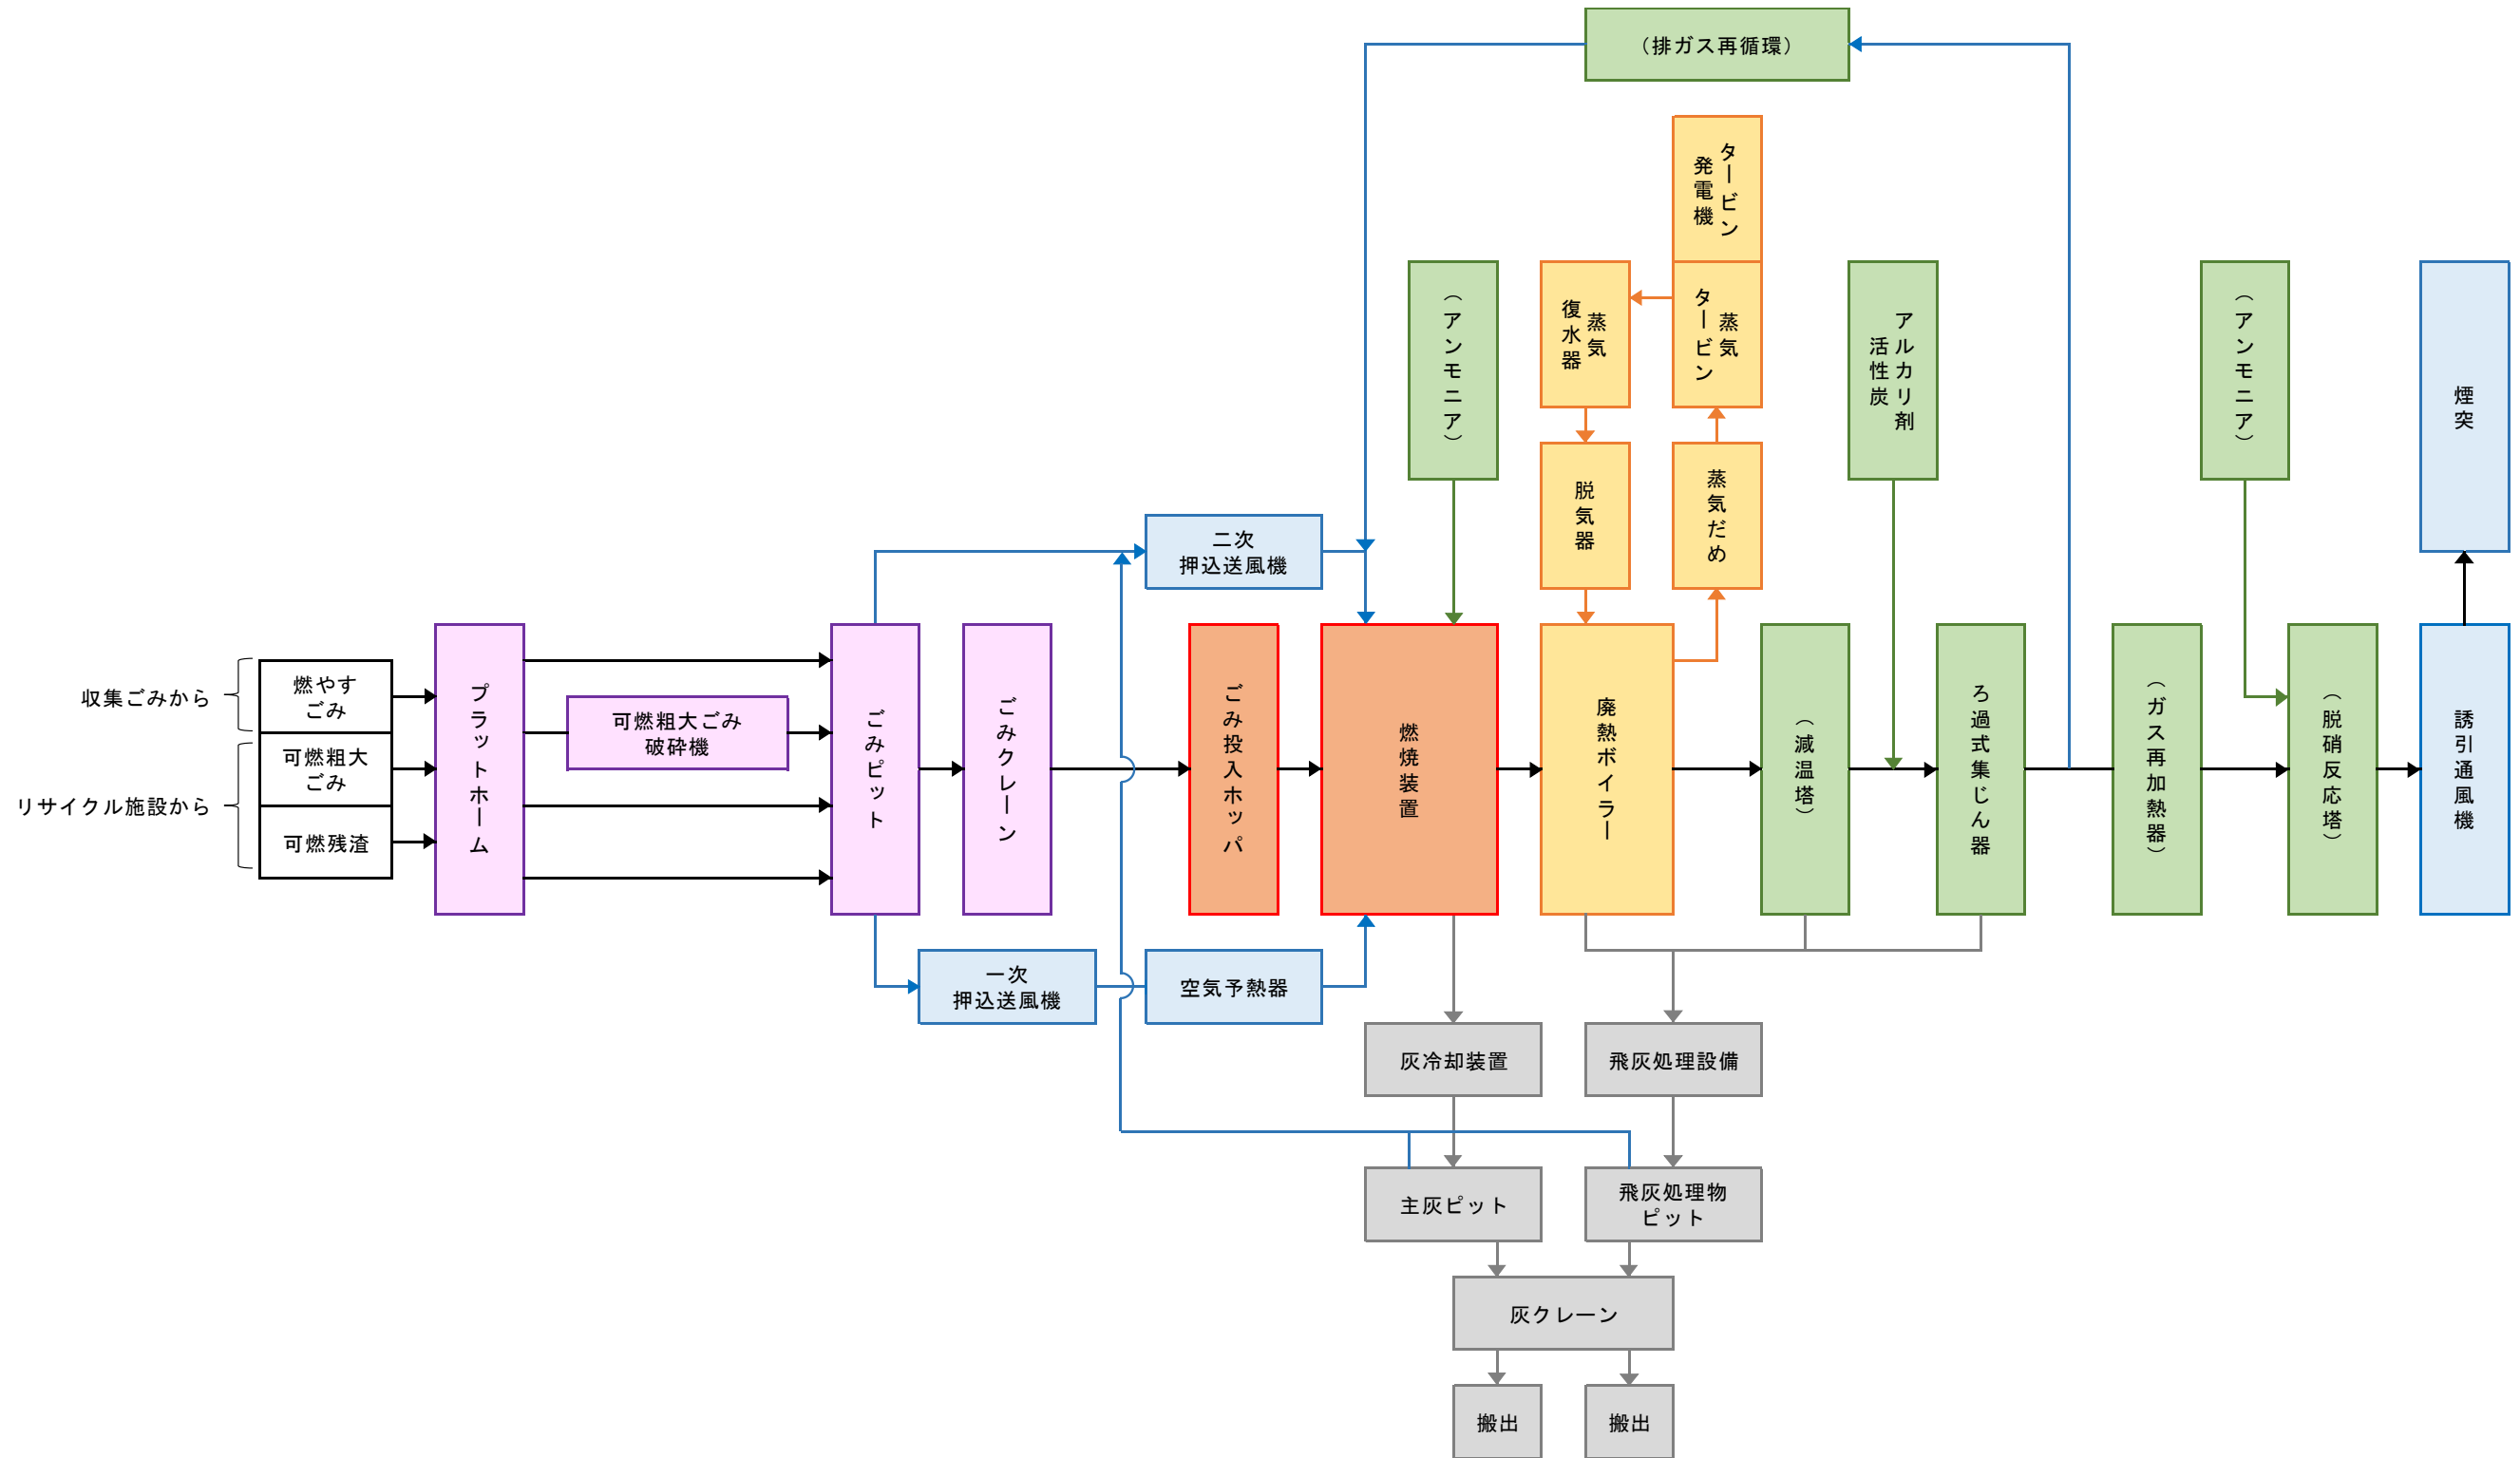 （排ガス再循環）
タービン
発電機
（アンモニア）
蒸気
復水器
蒸気
タービン
アルカリ剤
活性炭
（アンモニア）
煙突
脱気器
蒸気だめ
二次
押込送風機
収集ごみから
リサイクル施設から
燃やす
ごみ
可燃粗大
ごみ
可燃残渣
プラットホーム
可燃粗大ごみ
破砕機
ごみピット
ごみクレーン
ごみ投入ホッパ
燃焼装置
廃熱ボイラー
（減温塔）
ろ過式集じん器
（ガス再加熱器）
（脱硝反応塔）
誘引通風機
一次
押込送風機
空気予熱器
灰冷却装置
飛灰処理設備
主灰ピット
飛灰処理物
ピット
灰クレーン
搬出
搬出